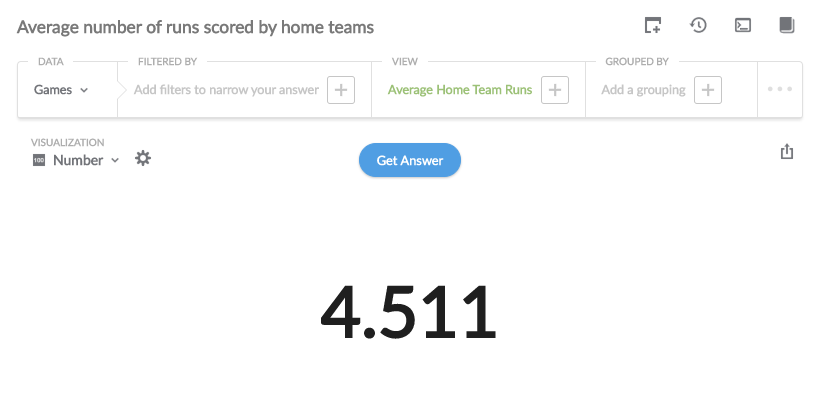 Average number of runs scored by home teams
DATA FILTERED BY VIEW GROUPED BY
Games Add filters to narrow your answer Average Home Team Runs Add a grouping
VISUALIZATION
100 Number Get Answer
4.511